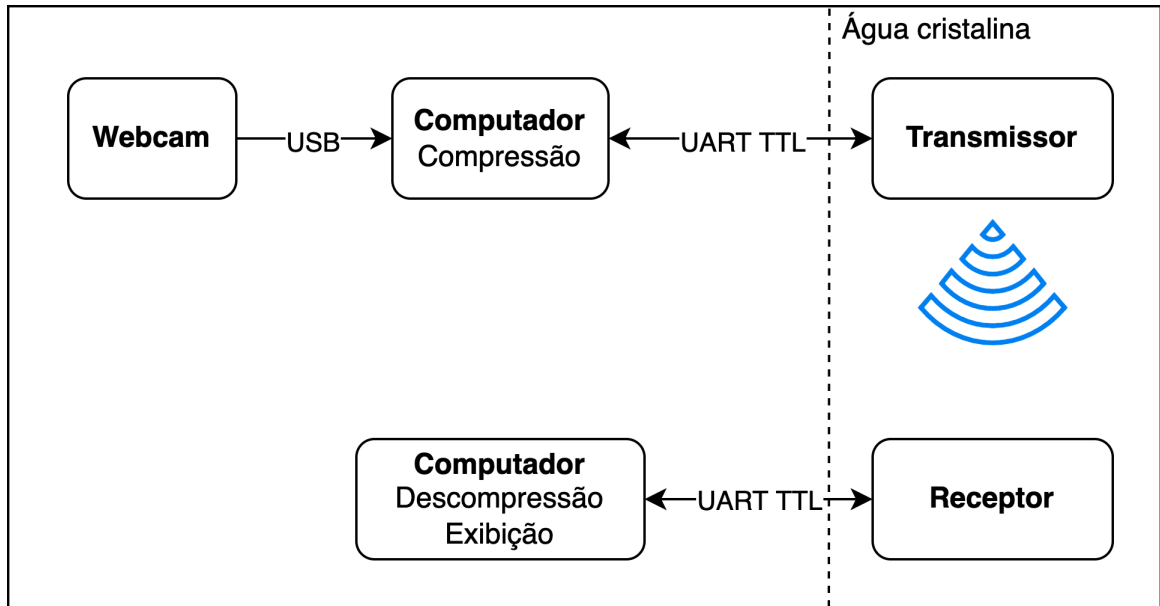 Água cristalina
Webcam
USB
Computador
Compressão
UART TTL
Transmissor
Computador
Descompressão
Exibição
UART TTL
Receptor